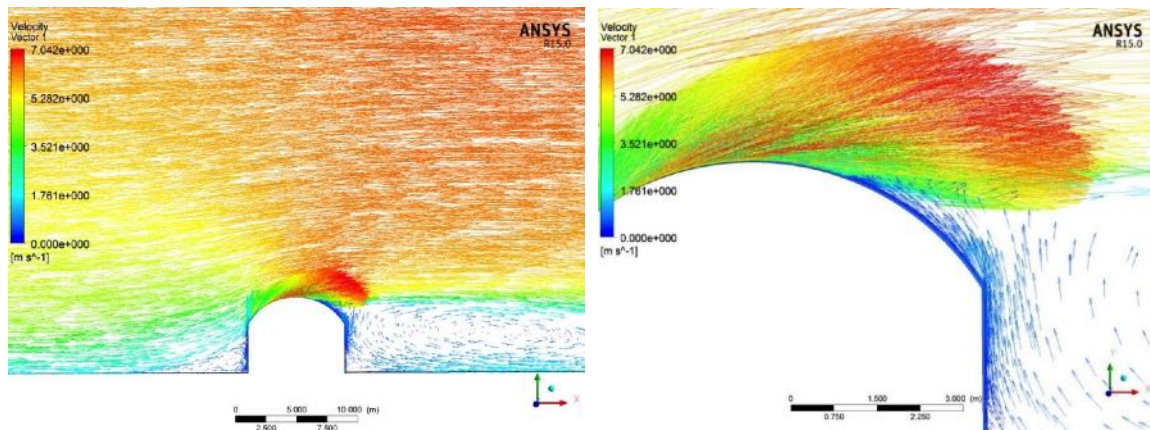 Velocity
Vector 1
7.042e+000
5.282e+000
3.521e+000
1.761e+000
0.000e+000
[m s^-1]
ANSYS
R15.0
0 5.000 10.000 (m)
2.500 7.500
X
Velocity
Vector 1
7.042e+000
5.282e+000
3.521e+000
1.761e+000
0.000e+000
[m s^-1]
ANSYS
R15.0
0 1.500 3.000 (m)
0.750 2.250
Y
X